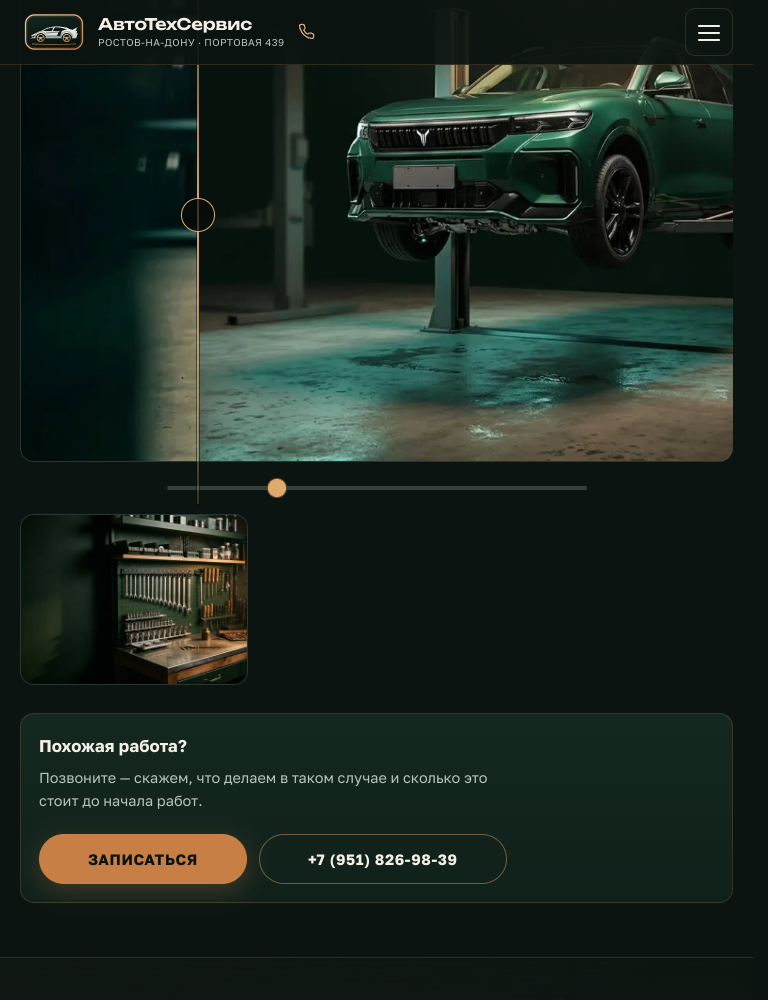 АвтоТехСервис
РОСТОВ-НА-ДОНУ · ПОРТОВАЯ 439
Похожая работа?
Позвоните — скажем, что делаем в таком случае и сколько это
стоит до начала работ.
ЗАПИСАТЬСЯ
+7 (951) 826-98-39